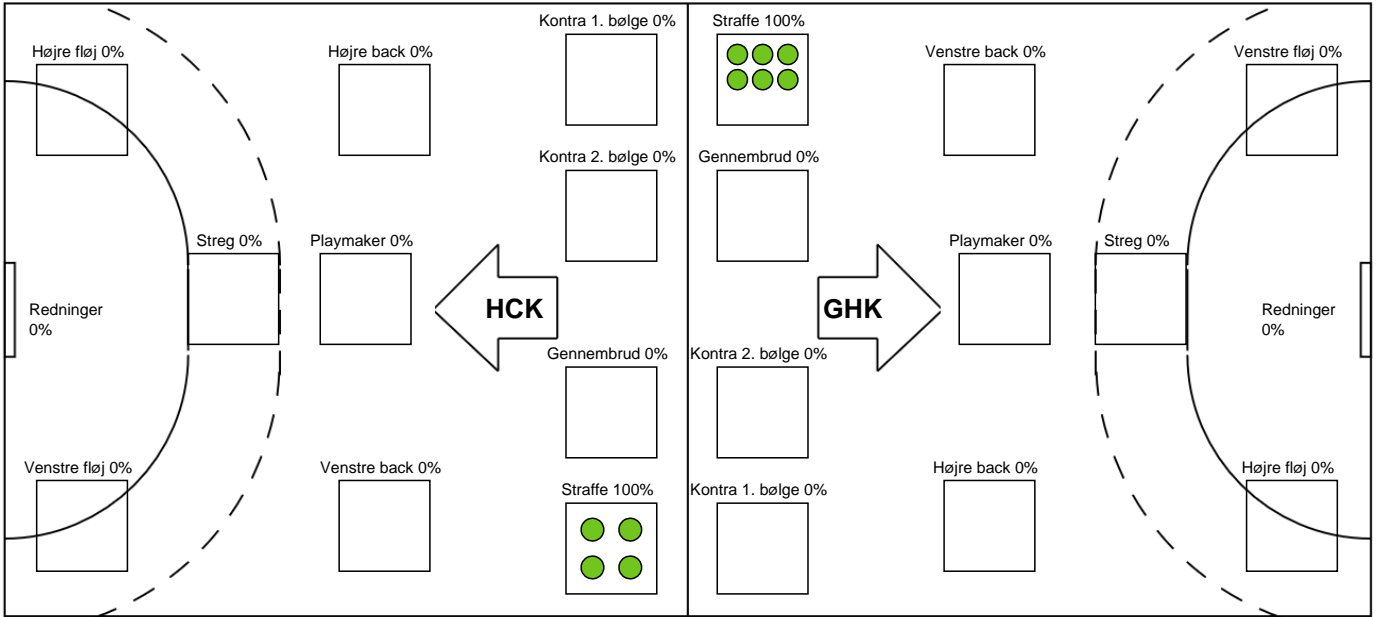 Kontra 1. bølge 0%
Straffe 100%
Højre fløj 0%
Højre back 0%
Venstre back 0%
Venstre fløj 0%
Kontra 2. bølge 0%
Gennembrud 0%
Streg 0%
Playmaker 0%
Playmaker 0%
Streg 0%
Redninger
0%
HCK
GHK
Redninger
0%
Gennembrud 0%
Kontra 2. bølge 0%
Venstre fløj 0%
Venstre back 0%
Højre back 0%
Højre fløj 0%
Straffe 100%
Kontra 1. bølge 0%